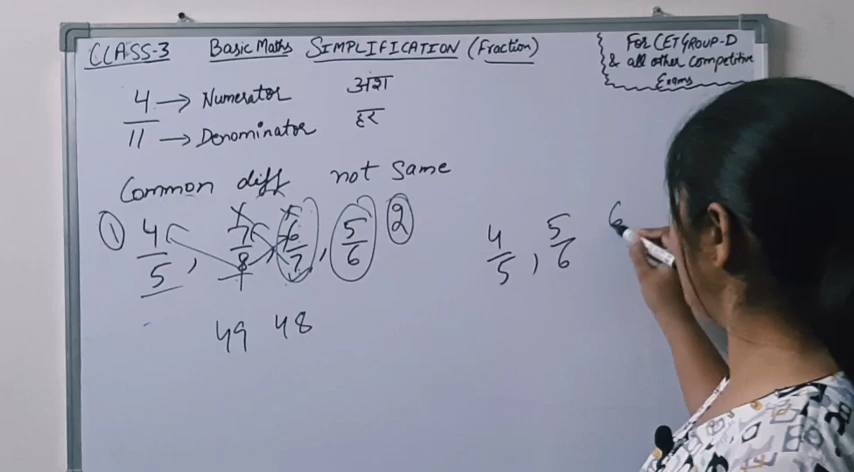 CLASS-3 Basic Maths SIMPLIFICATION (Fraction)
For CET GROUP-D
& all other Competitive
Exams
4 → Numerator अंश
11 → Denominator हर
Common diff not same
① 4/5, 7/8, 6/7, 5/6 ②
49 48
4/5, 5/6 6